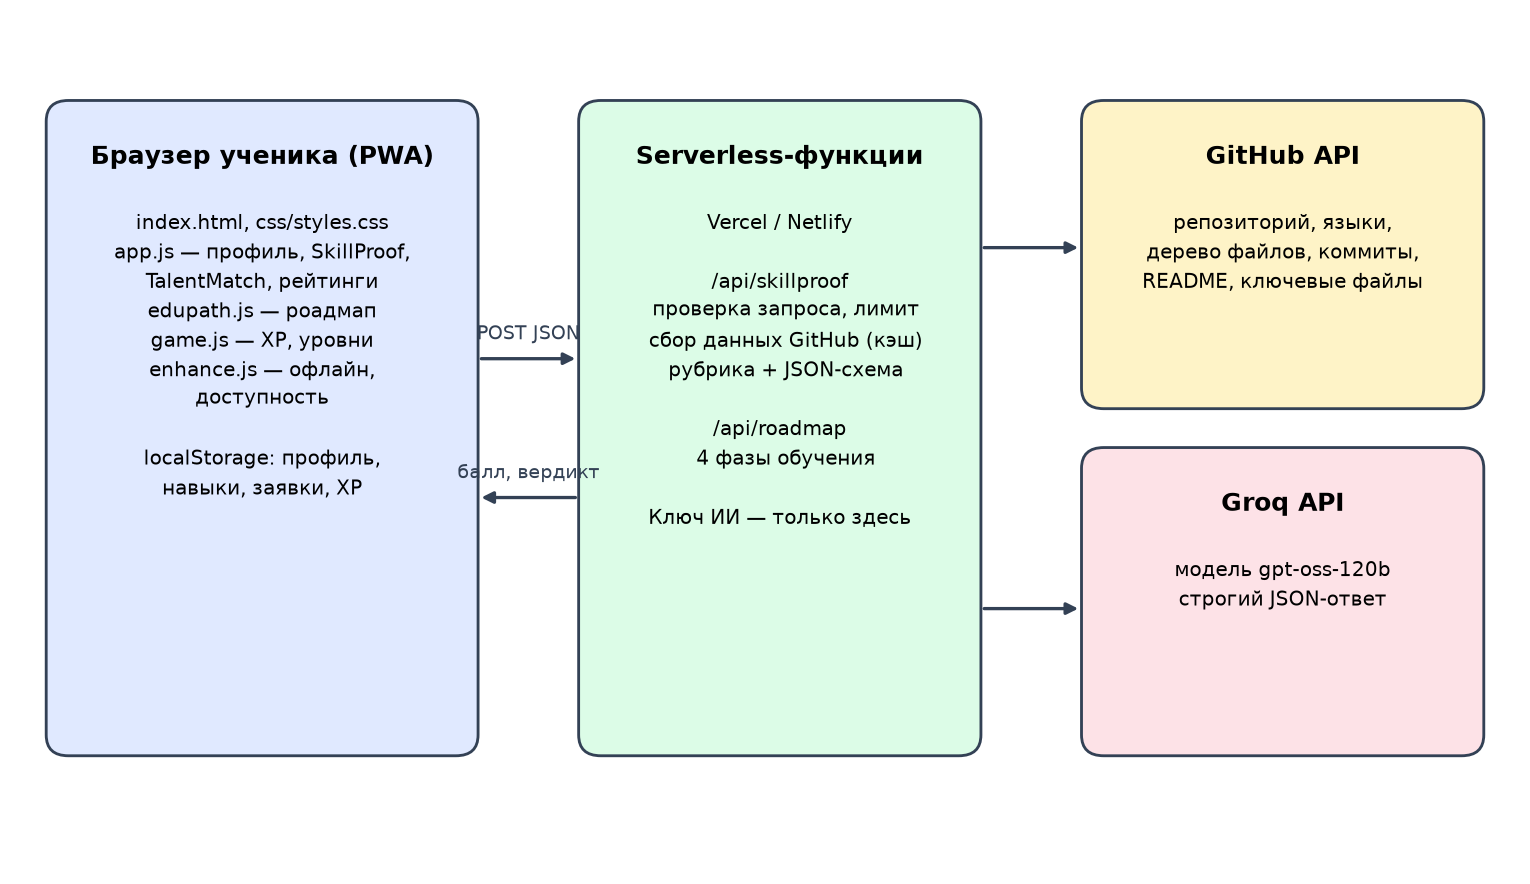 Браузер ученика (PWA)
index.html, css/styles.css
app.js — профиль, SkillProof,
TalentMatch, рейтинги
edupath.js — роадмап
game.js — XP, уровни
enhance.js — офлайн,
доступность
localStorage: профиль,
навыки, заявки, XP
POST JSON
балл, вердикт
Serverless-функции
Vercel / Netlify
/api/skillproof
проверка запроса, лимит
сбор данных GitHub (кэш)
рубрика + JSON-схема
/api/roadmap
4 фазы обучения
Ключ ИИ — только здесь
GitHub API
репозиторий, языки,
дерево файлов, коммиты,
README, ключевые файлы
Groq API
модель gpt-oss-120b
строгий JSON-ответ